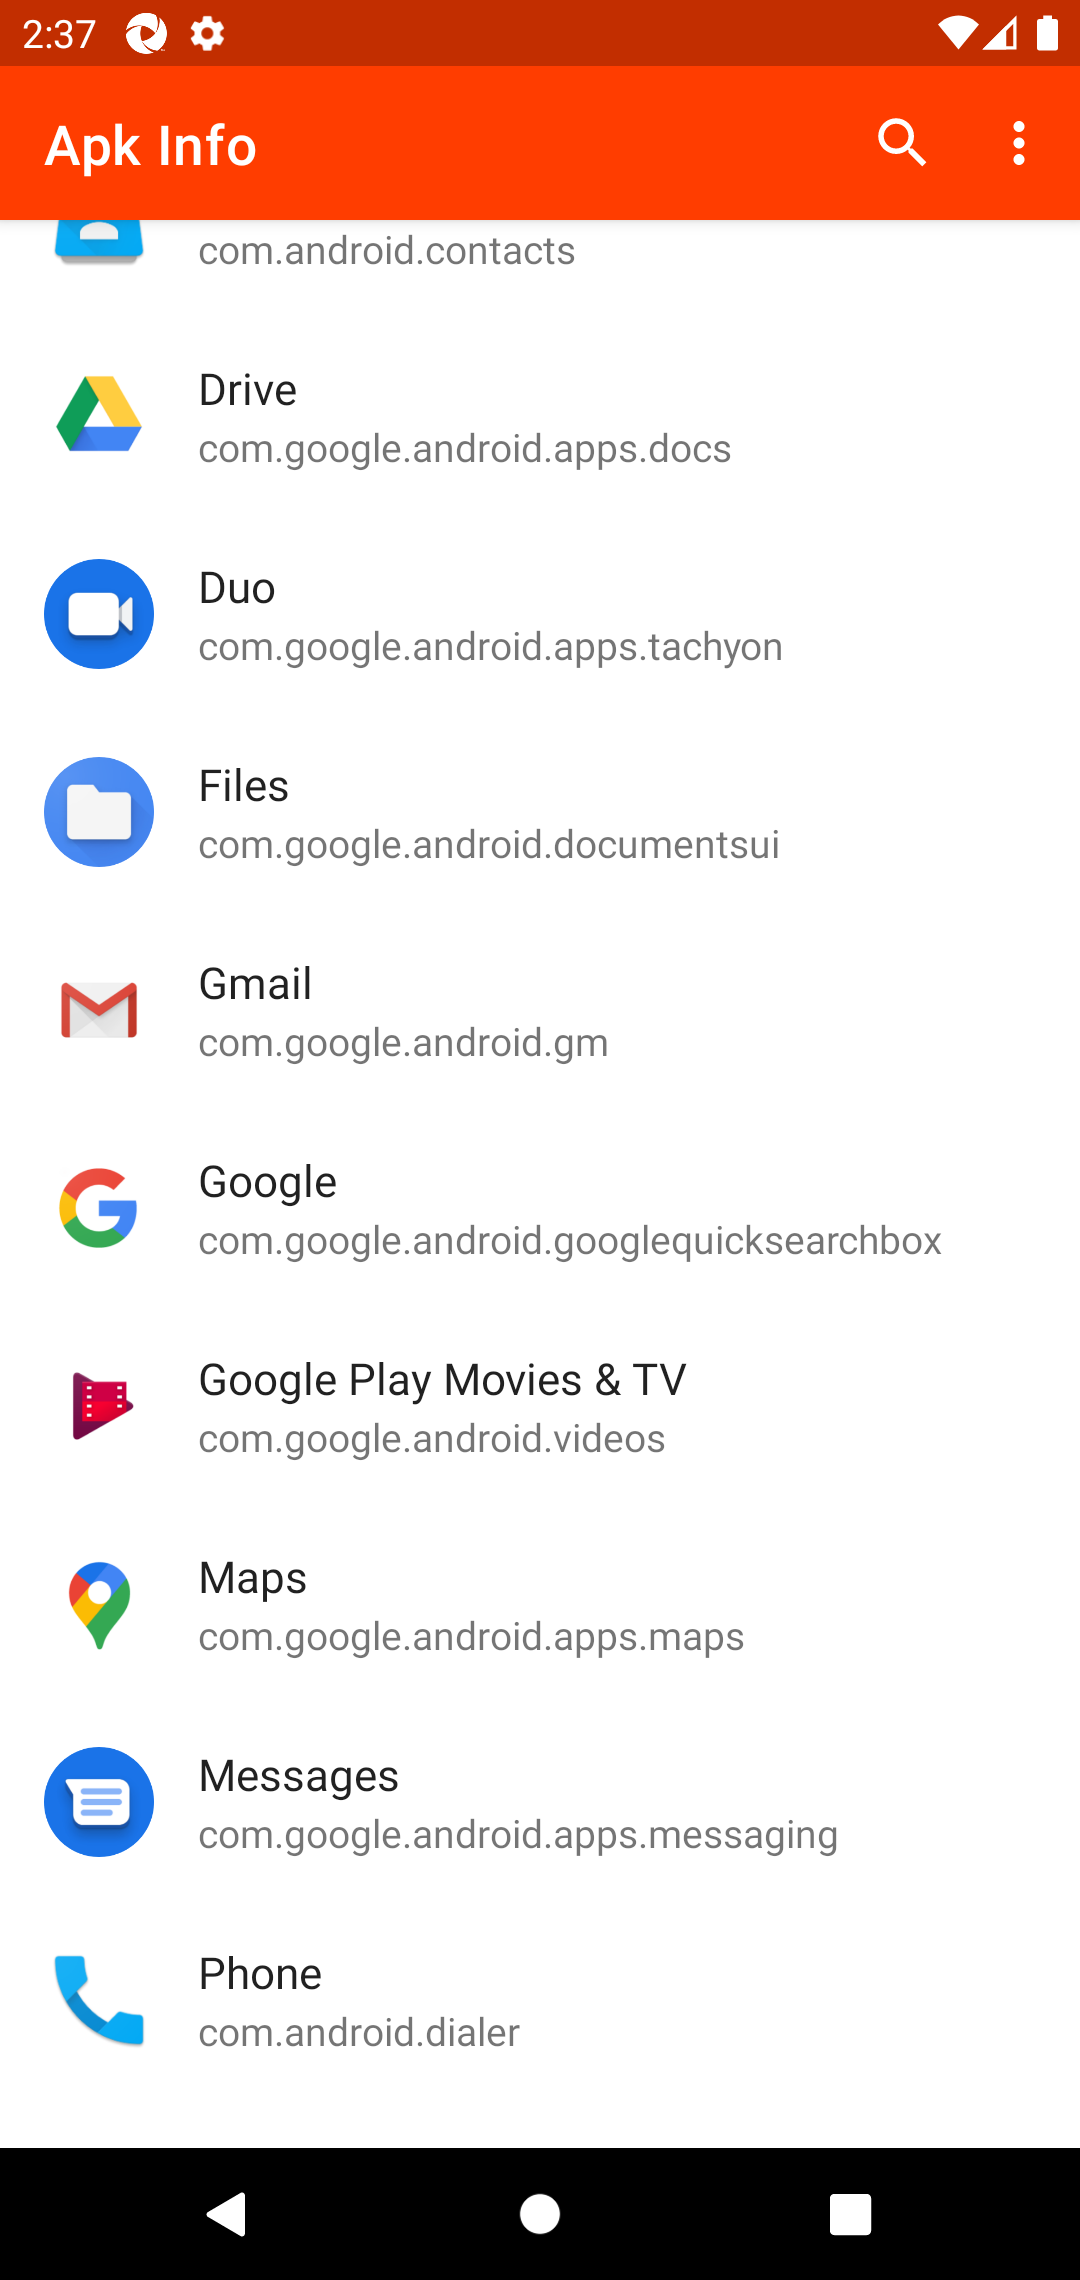 2:37
Apk Info
com.android.contacts
Drive
com.google.android.apps.docs
Duo
com.google.android.apps.tachyon
Files
com.google.android.documentsui
Gmail
com.google.android.gm
Google
com.google.android.googlequicksearchbox
Google Play Movies & TV
com.google.android.videos
Maps
com.google.android.apps.maps
Messages
com.google.android.apps.messaging
Phone
com.android.dialer